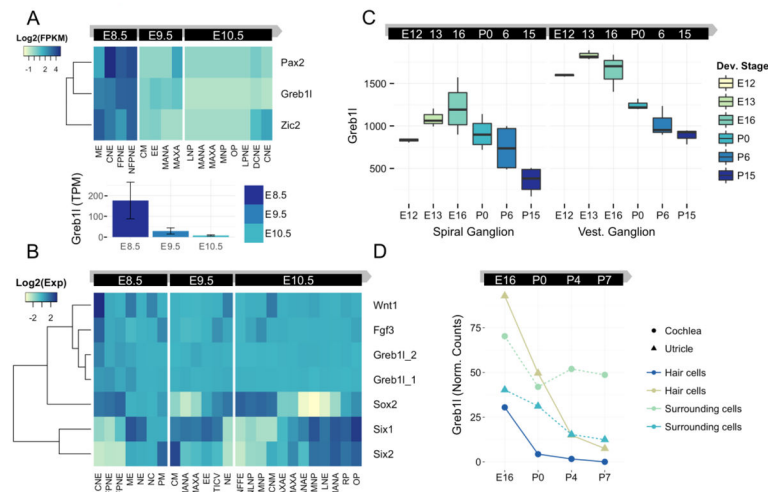 A
E8.5 E9.5 E10.5
Log2(FPKM)
-1 2
Pax2
Greb1l
Zic2
ME CNE FPNE NFPNE CM EE MANA MAXA LNP MANA MAXA MNP OP LPNE DCNE CNE
Greb1l (TPM)
200
100
0
E8.5 E9.5 E10.5
E8.5
E9.5
E10.5
B
E8.5 E9.5 E10.5
Log2(Exp)
-2 2
Wnt1
Fgf3
Greb1l_2
Greb1l_1
Sox2
Six1
Six2
CNE FPNE FPNE ME NE NC PM CM MANA MAXA EE OTICV NE MNP CNM MAXA MNP LNE MANA RP OP
C
E12 13 16 P0 6 15 E12 13 16 P0 6 15
Greb1l
1500
1000
500
E12 E13 E16 P0 P6 P15 E12 E13 E16 P0 P6 P15
Spiral Ganglion Vest. Ganglion
Dev. Stage
E12
E13
E16
P0
P6
P15
D
E16 P0 P4 P7
Greb1l (Norm. Counts)
75
50
25
0
E16 P0 P4 P7
Cochlea
Utricle
Hair cells
Hair cells
Surrounding cells
Surrounding cells